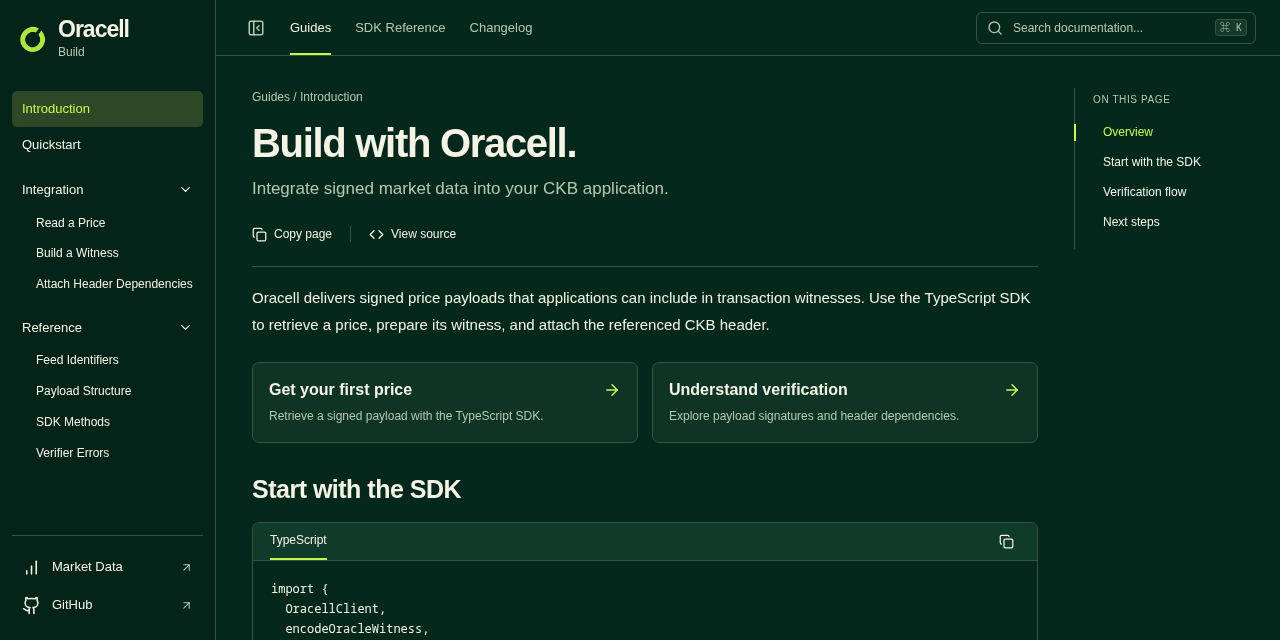 Oracell
Build
Introduction
Quickstart
Integration
Read a Price
Build a Witness
Attach Header Dependencies
Reference
Feed Identifiers
Payload Structure
SDK Methods
Verifier Errors
Market Data
GitHub
Guides
SDK Reference
Changelog
Search documentation...
⌘ K
Guides / Introduction
Build with Oracell.
Integrate signed market data into your CKB application.
Copy page
View source
Oracell delivers signed price payloads that applications can include in transaction witnesses. Use the TypeScript SDK
to retrieve a price, prepare its witness, and attach the referenced CKB header.
Get your first price
Retrieve a signed payload with the TypeScript SDK.
Understand verification
Explore payload signatures and header dependencies.
Start with the SDK
TypeScript
import {
OracellClient,
encodeOracleWitness,
ON THIS PAGE
Overview
Start with the SDK
Verification flow
Next steps